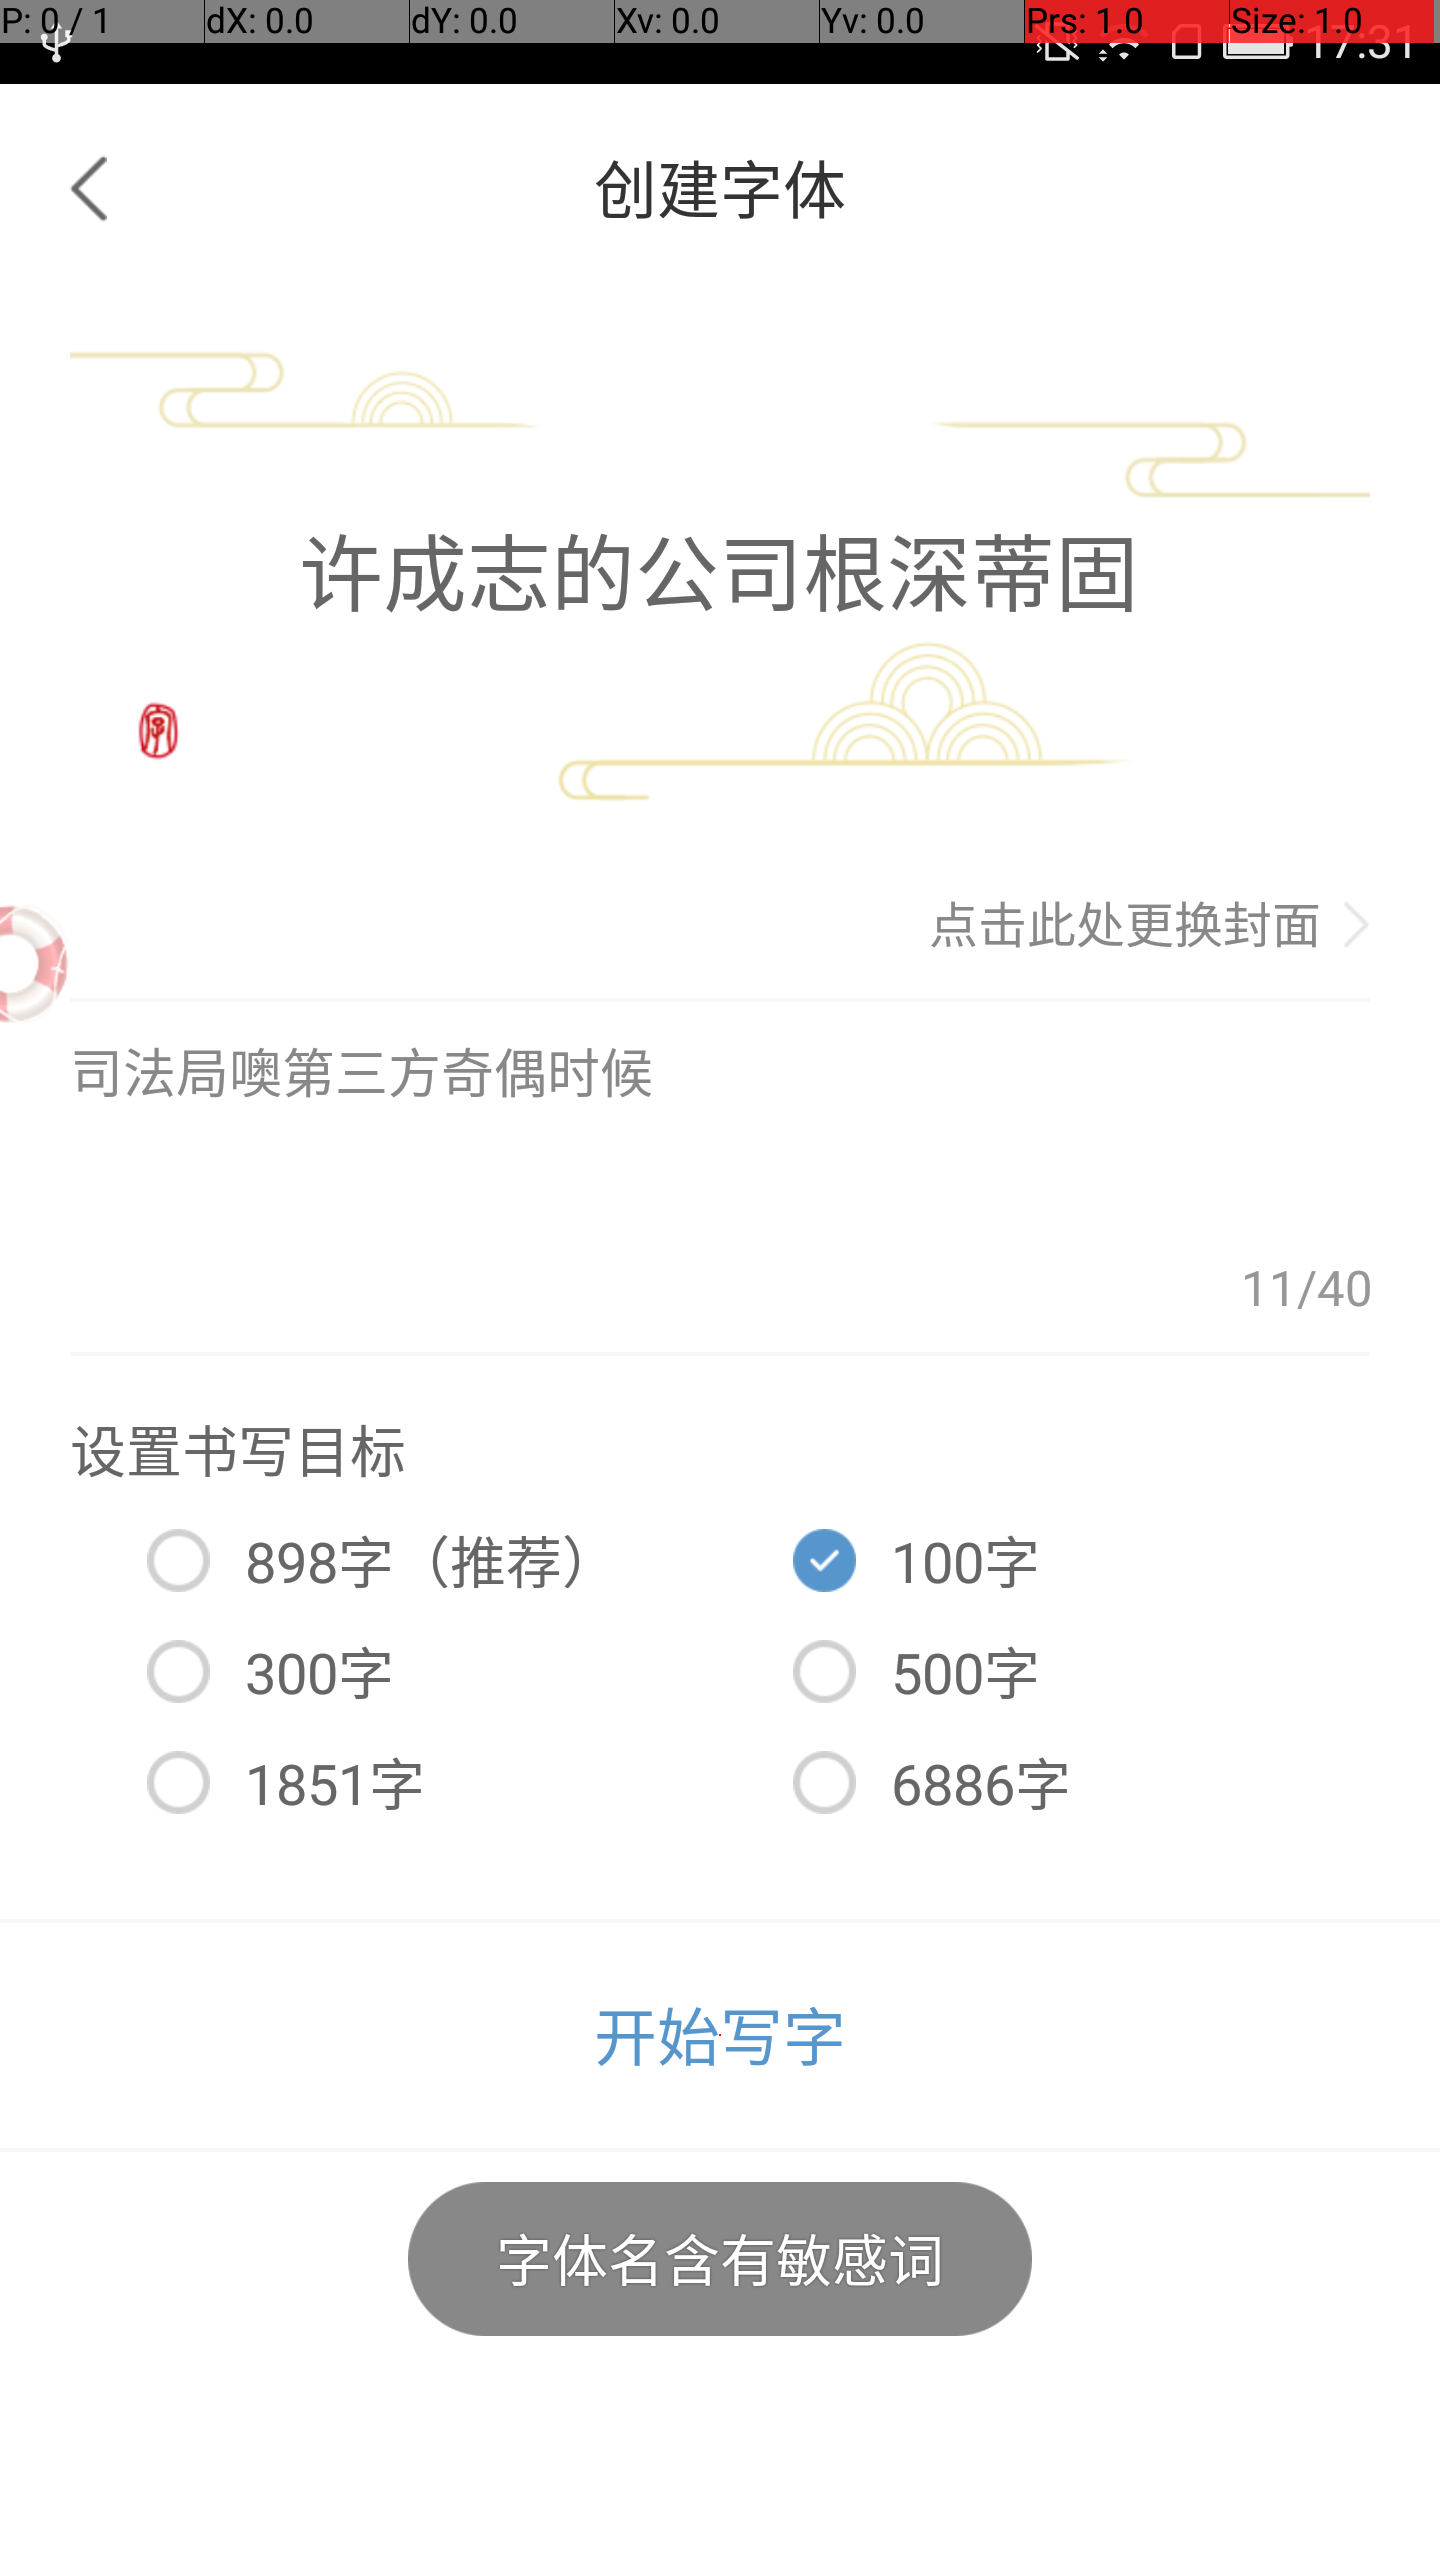 P: 0 / 1 dX: 0.0 dY: 0.0 Xv: 0.0 Yv: 0.0 Prs: 1.0 Size: 1.0
17:31
创建字体
许成志的公司根深蒂固
字
点击此处更换封面
司法局噢第三方奇偶时候
11/40
设置书写目标
898字（推荐） 100字
300字 500字
1851字 6886字
开始写字
字体名含有敏感词